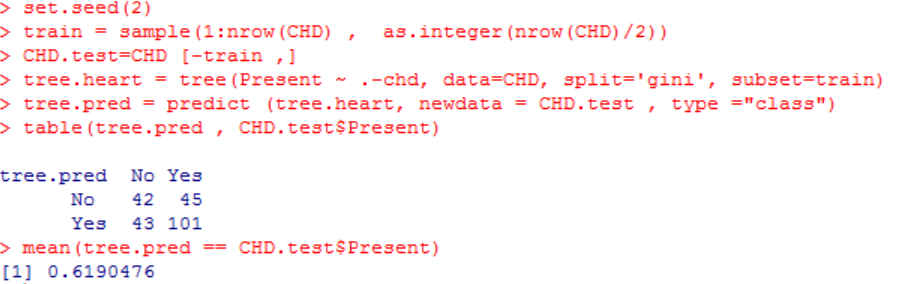 > set.seed(2)
> train = sample(1:nrow(CHD) ,  as.integer(nrow(CHD)/2))
> CHD.test=CHD [-train ,]
> tree.heart = tree(Present ~ .-chd, data=CHD, split='gini', subset=train)
> tree.pred = predict (tree.heart, newdata = CHD.test , type ="class")
> table(tree.pred , CHD.test$Present)
tree.pred  No Yes
      No   42  45
      Yes  43 101
> mean(tree.pred == CHD.test$Present)
[1] 0.6190476